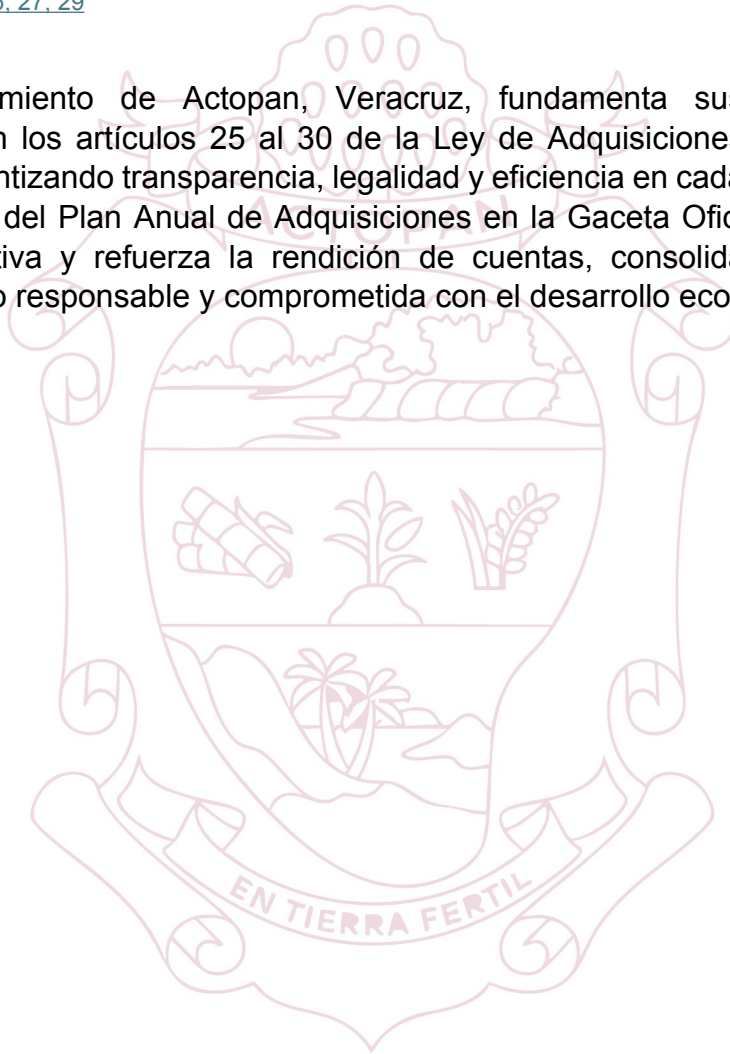 27, 29
miento de Actopan, Veracruz, fundamenta sus
los artículos 25 al 30 de la Ley de Adquisiciones
ntizando transparencia, legalidad y eficiencia en cada
del Plan Anual de Adquisiciones en la Gaceta Ofic
tiva y refuerza la rendición de cuentas, consolida
o responsable y comprometida con el desarrollo eco
ACTOPAN
EN TIERRA FERTIL